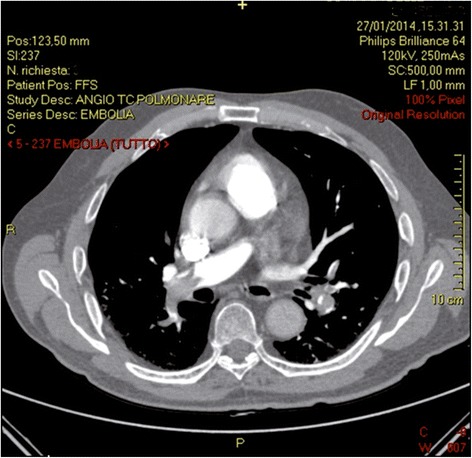 Pos:123,50 mm
Sl:237
N. richiesta:
Patient Pos: FFS
Study Desc: ANGIO TC POLMONARE
Series Desc: EMBOLIA
C
< 5 - 237 EMBOLIA (TUTTO) >
27/01/2014 ,15.31.31
Philips Brilliance 64
120kV, 250mAs
SC:500,00 mm
LF 1,00 mm
100% Pixel
Original Resolution
R
10 cm
P
C
W